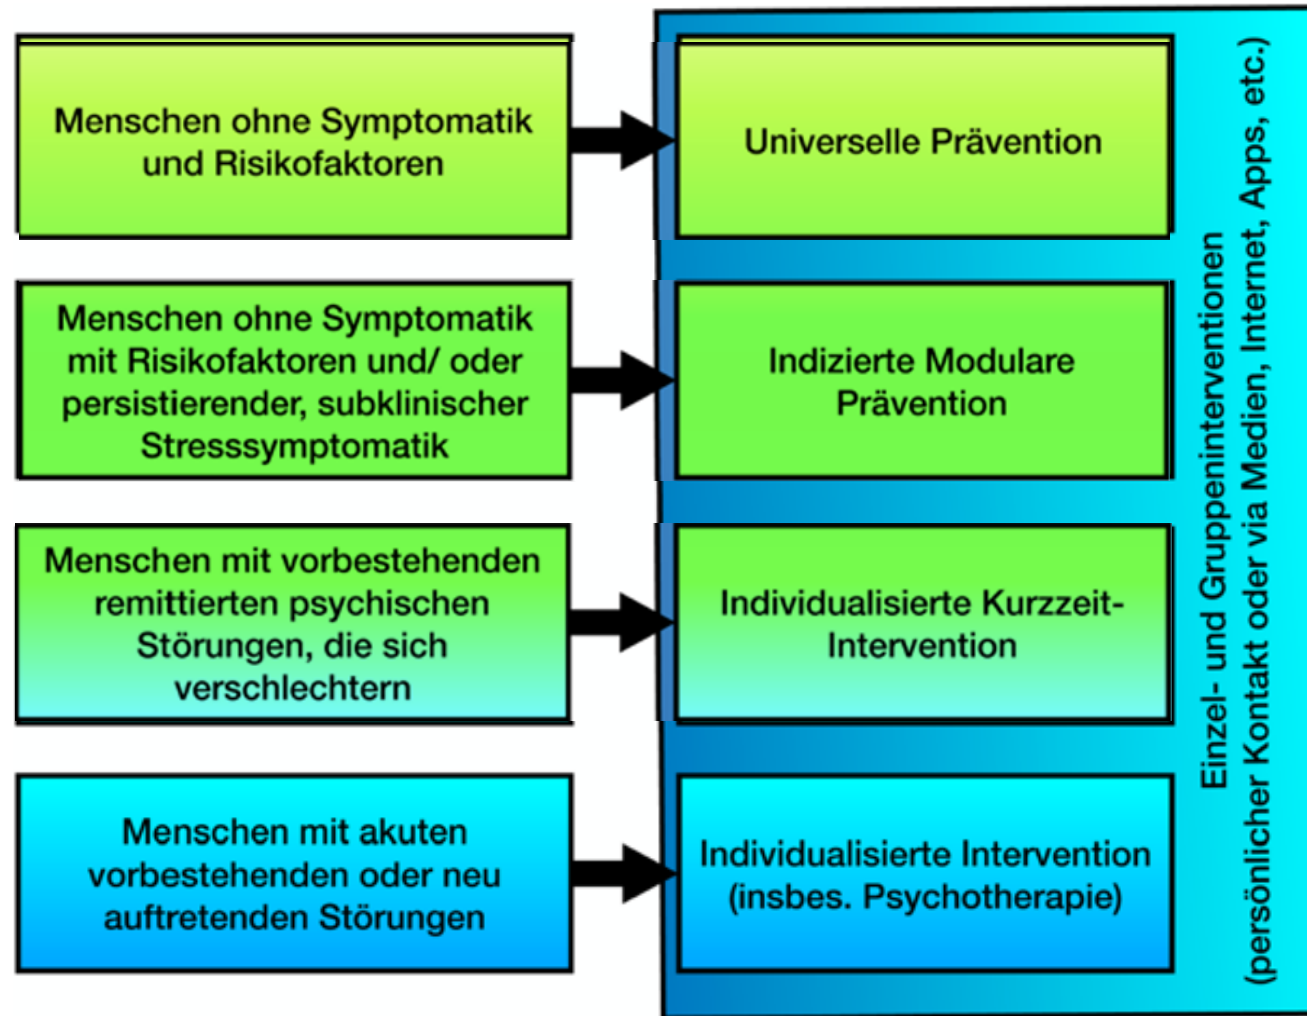 Menschen ohne Symptomatik
und Risikofaktoren
Universelle Prävention
Menschen ohne Symptomatik
mit Risikofaktoren und/ oder
persistierender, subklinischer
Stresssymptomatik
Indizierte Modulare
Prävention
Menschen mit vorbestehenden
remittierten psychischen
Störungen, die sich
verschlechtern
Individualisierte Kurzzeit-
Intervention
Menschen mit akuten
vorbestehenden oder neu
auftretenden Störungen
Individualisierte Intervention
(insbes. Psychotherapie)
Einzel- und Gruppeninterventionen
(persönlicher Kontakt oder via Medien, Internet, Apps, etc.)